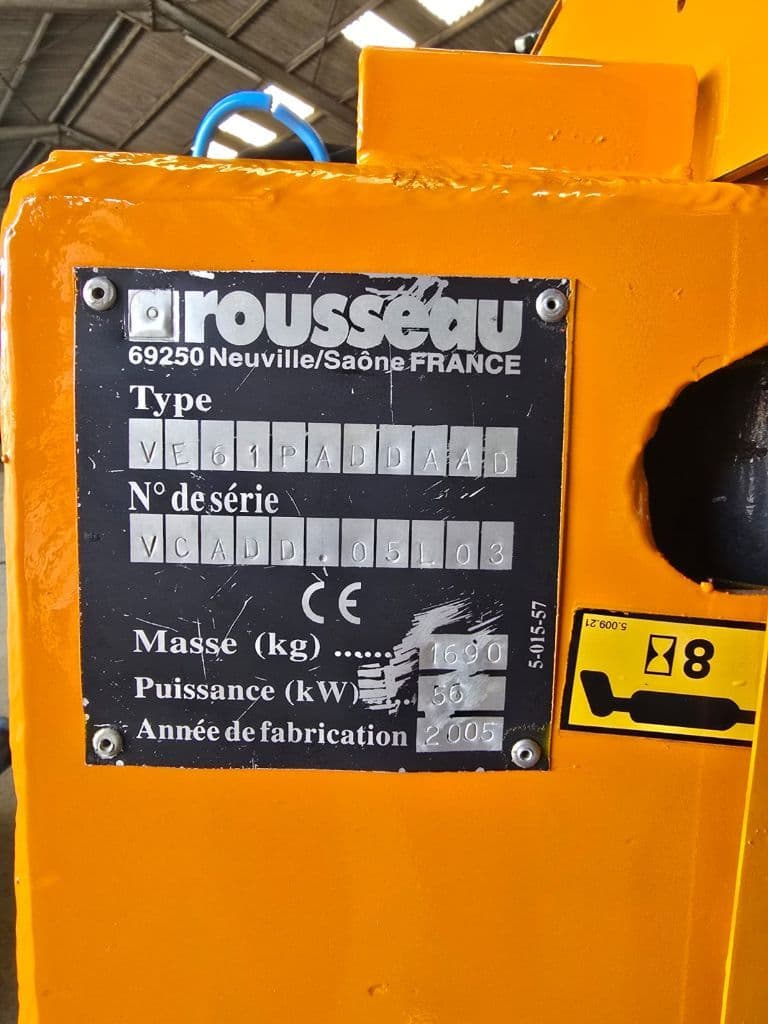 rousseau
69250 Neuville/Saône FRANCE
Type
VE61PADDAAD
N° de série
VCADD.05L03
CE
Masse (kg) ...... 1690
Puissance (kW) .... 56
Année de fabrication 2005
5-015-57
5.009.21
8